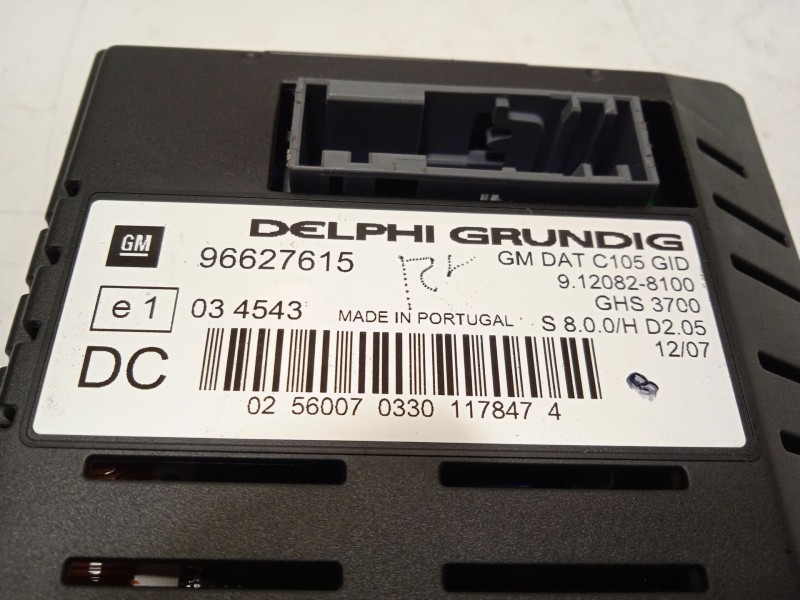 DELPHI GRUNDIG
GM
96627615
GM DAT C105 GID
9.12082-8100
GHS 3700
e 1
03 4543
MADE IN PORTUGAL
S 8.0.0/H D2.05
12/07
DC
02 56007 0330 117847 4